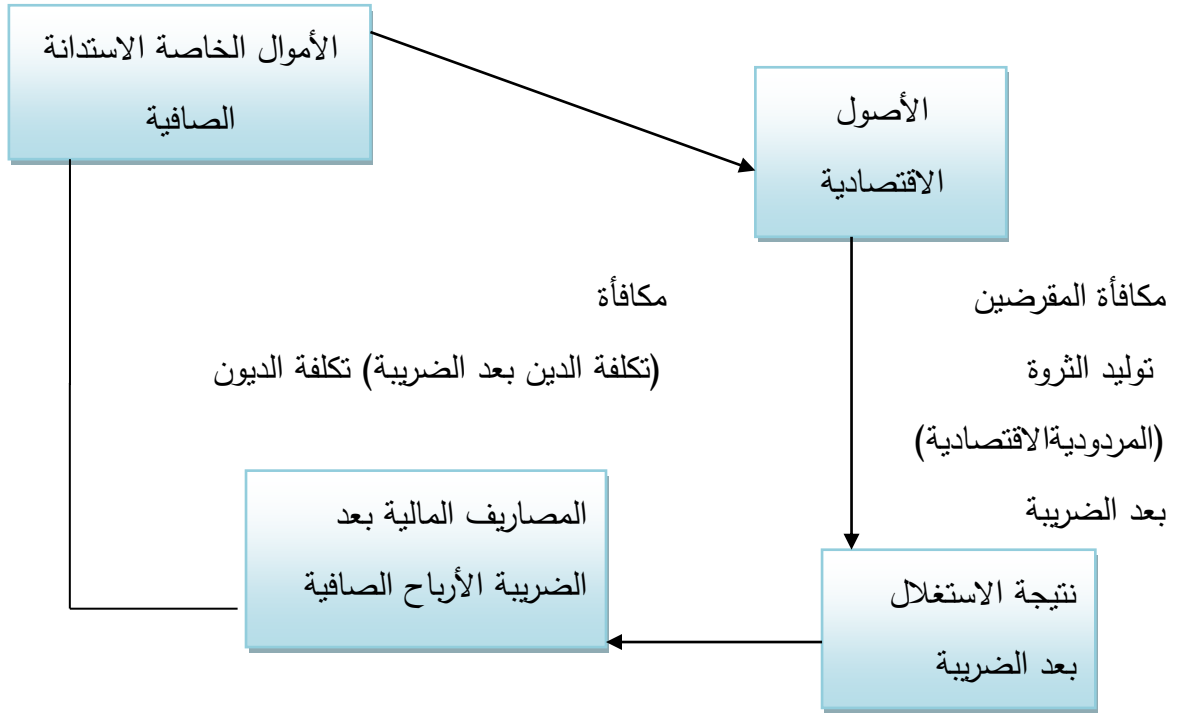 الأموال الخاصة الاستدانة
الصافية
الأصول
الاقتصادية
مكافأة المقرضين
توليد الثروة
(المردوديةالاقتصادية)
بعد الضريبة
مكافأة
(تكلفة الدين بعد الضريبة) تكلفة الديون
المصاريف المالية بعد
الضريبة الأرباح الصافية
نتيجة الاستغلال
بعد الضريبة